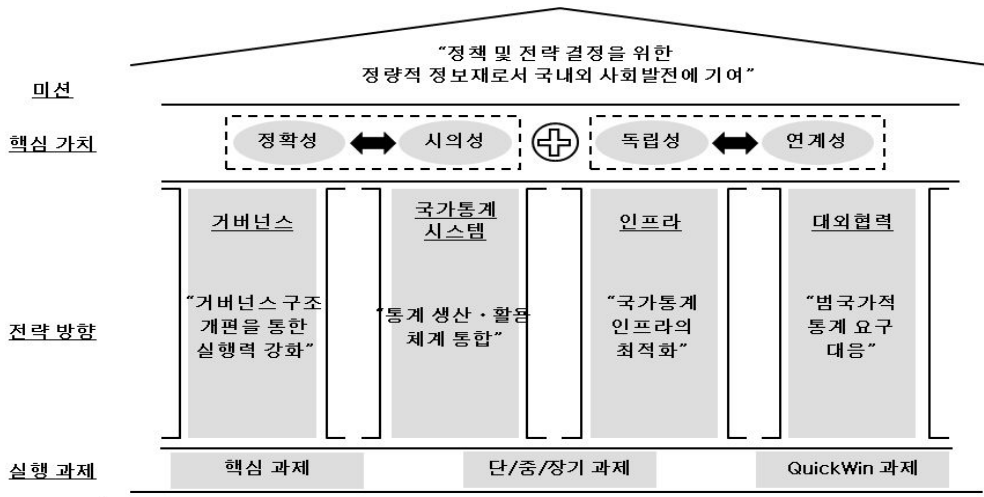 “정책 및 전략 결정을 위한
정량적 정보재로서 국내외 사회발전에 기여”
미션
핵심 가치
정확성
시의성
독립성
연계성
거버넌스
“거버넌스 구조
개편을 통한
실행력 강화”
국가통계
시스템
“통계 생산・활용
체계 통합”
인프라
“국가통계
인프라의
최적화”
대외협력
“범국가적
통계 요구
대응”
전략 방향
실행 과제
핵심 과제
단/중/장기 과제
QuickWin 과제